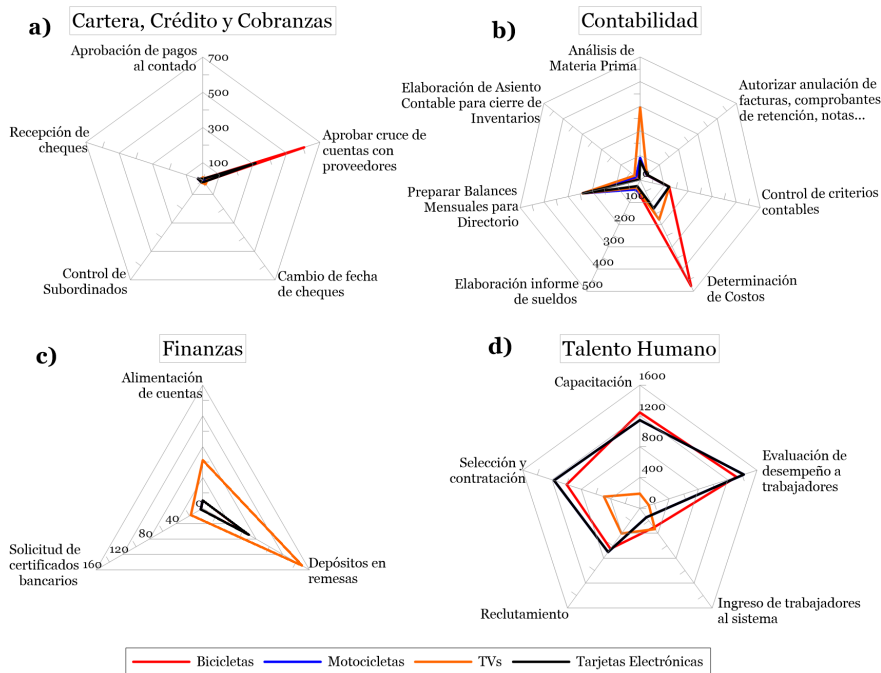 a)
Cartera, Crédito y Cobranzas
Aprobación de pagos
al contado
700
500
300
100
Recepción de
cheques
Aprobar cruce de
cuentas con
proveedores
Control de
Subordinados
Cambio de fecha
de cheques
b)
Contabilidad
Análisis de
Materia Prima
Elaboración de Asiento
Contable para cierre de
Inventarios
Autorizar anulación de
facturas, comprobantes
de retención, notas...
0
100
200
300
400
500
Preparar Balances
Mensuales para
Directorio
Control de criterios
contables
Elaboración informe
de sueldos
Determinación
de Costos
c)
Finanzas
Alimentación
de cuentas
0
40
80
120
160
Solicitud de
certificados
bancarios
Depósitos en
remesas
d)
Talento Humano
Capacitación
1600
1200
800
400
0
Selección y
contratación
Evaluación de
desempeño a
trabajadores
Reclutamiento
Ingreso de trabajadores
al sistema
Bicicletas
Motocicletas
TVs
Tarjetas Electrónicas